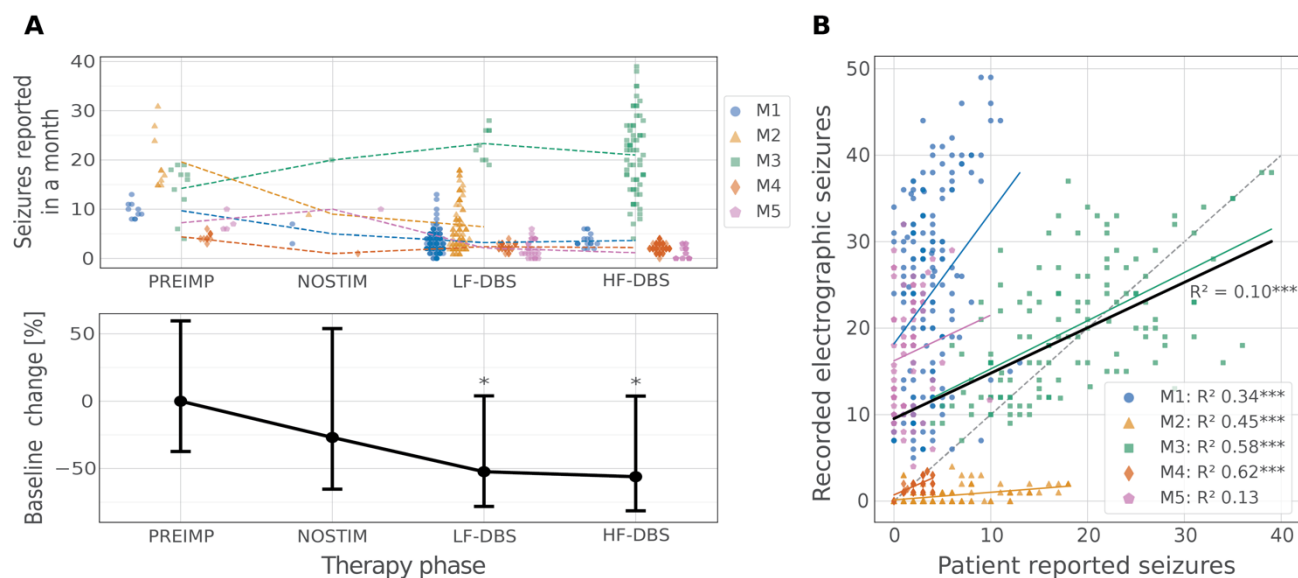 A
Seizures reported
in a month
40
30
20
10
0
PREIMP NOSTIM LF-DBS HF-DBS
M1
M2
M3
M4
M5
Baseline change [%]
50
0
−50
* *
PREIMP NOSTIM LF-DBS HF-DBS
Therapy phase
B
Recorded electrographic seizures
50
40
30
20
10
0
R² = 0.10***
M1: R² 0.34***
M2: R² 0.45***
M3: R² 0.58***
M4: R² 0.62***
M5: R² 0.13
0 10 20 30 40
Patient reported seizures